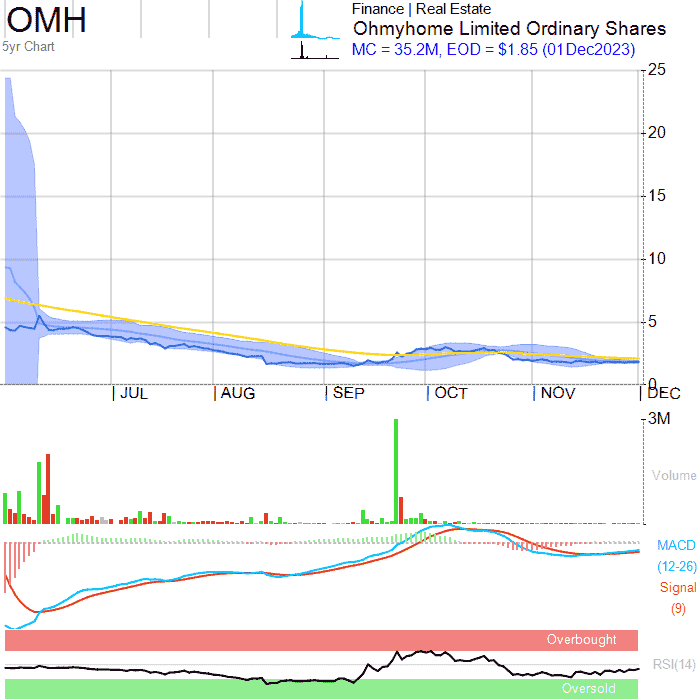 OMH
5yr Chart
Finance | Real Estate
Ohmyhome Limited Ordinary Shares
MC = 35.2M, EOD = $1.85 (01Dec2023)
25
20
15
10
5
0
JUL AUG SEP OCT NOV DEC
3M
Volume
MACD
(12-26)
Signal
(9)
Overbought
RSI(14)
Oversold